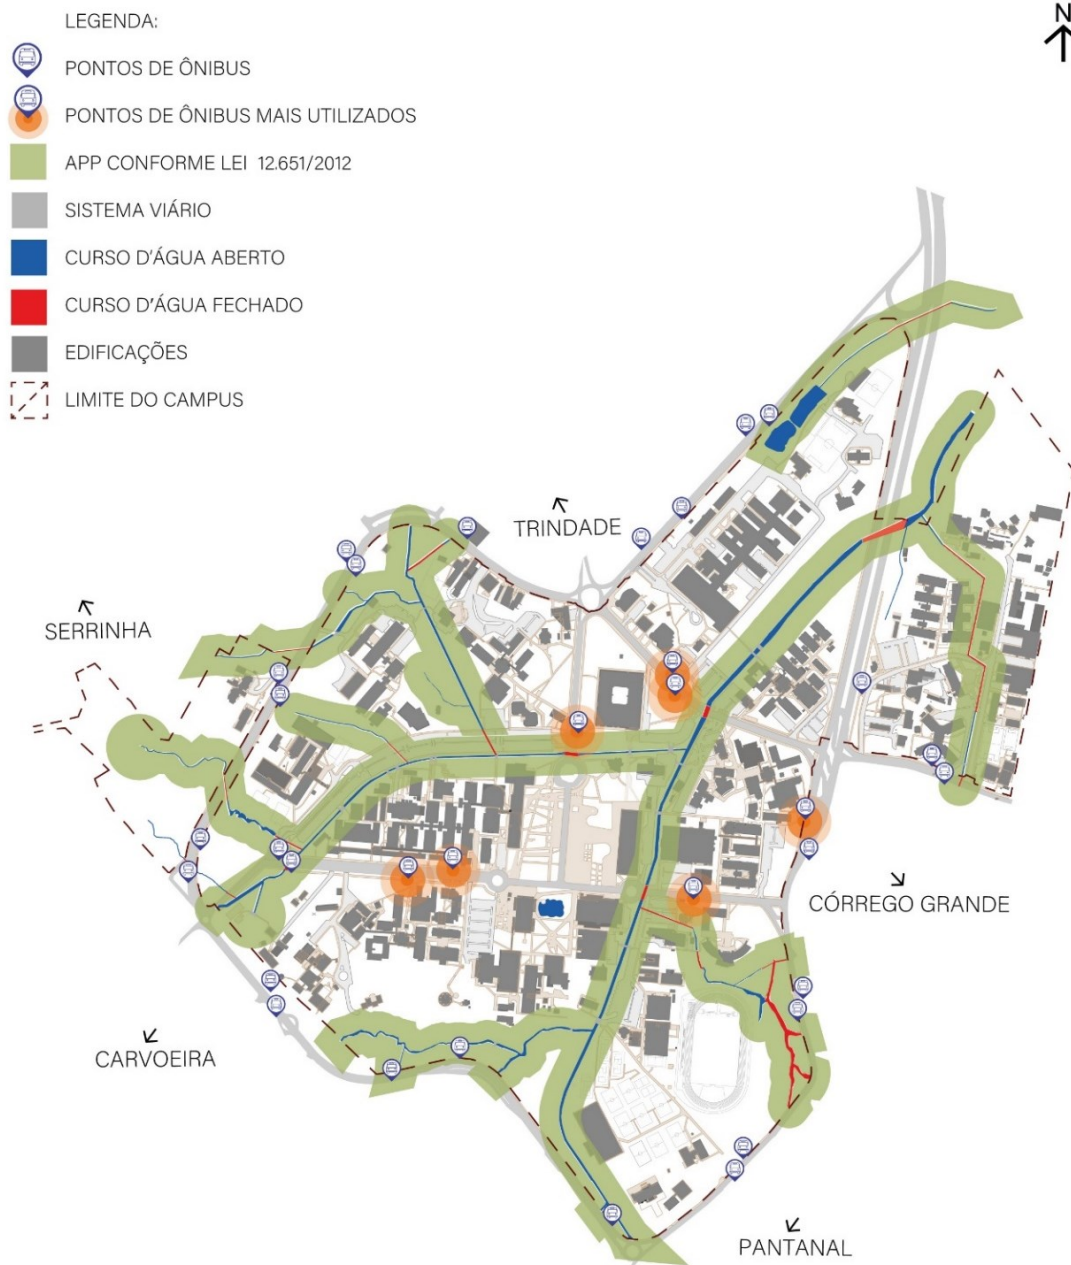 LEGENDA:
PONTOS DE ÔNIBUS
PONTOS DE ÔNIBUS MAIS UTILIZADOS
APP CONFORME LEI 12.651/2012
SISTEMA VIÁRIO
CURSO D'ÁGUA ABERTO
CURSO D'ÁGUA FECHADO
EDIFICAÇÕES
LIMITE DO CAMPUS
N
TRINDADE
SERRINHA
CÓRREGO GRANDE
CARVOEIRA
PANTANAL